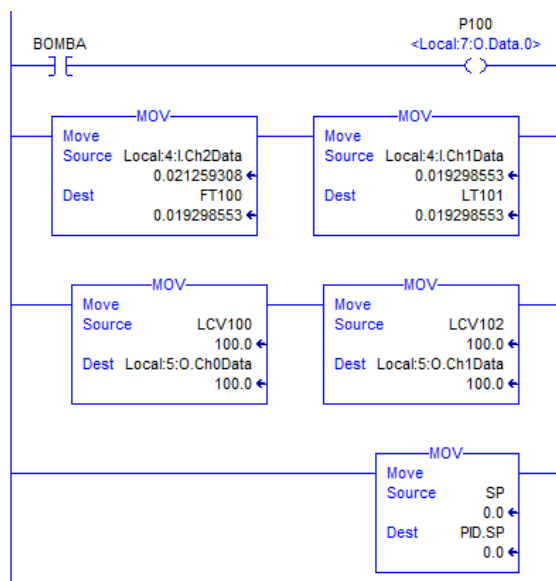 P100
BOMBA <Local:7:O.Data.0>
MOV MOV
Move Move
Source Local:4:I.Ch2Data Source Local:4:I.Ch1Data
0.021259308 0.019298553
Dest FT100 Dest LT101
0.019298553 0.019298553
MOV MOV
Move Move
Source LCV100 Source LCV102
100.0 100.0
Dest Local:5:O.Ch0Data Dest Local:5:O.Ch1Data
100.0 100.0
MOV
Move
Source SP
0.0
Dest PID.SP
0.0